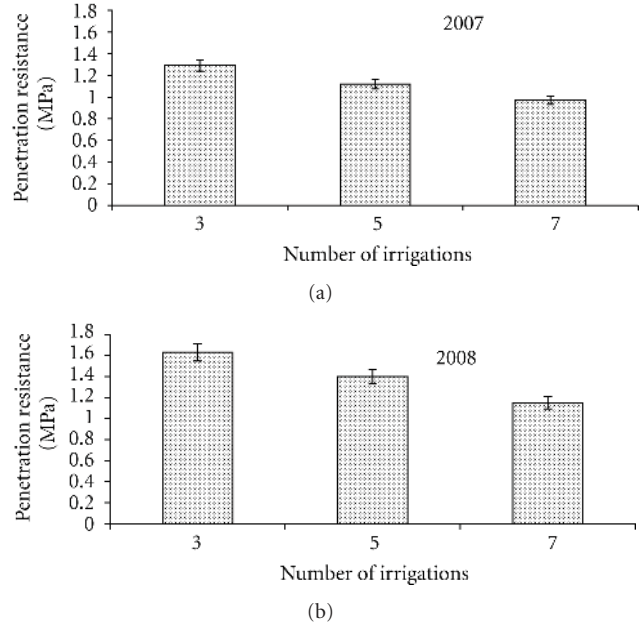 2007
Penetration resistance
(MPa)
1.8
1.6
1.4
1.2
1
0.8
0.6
0.4
0.2
0
3 5 7
Number of irrigations
(a)
2008
Penetration resistance
(MPa)
1.8
1.6
1.4
1.2
1
0.8
0.6
0.4
0.2
0
3 5 7
Number of irrigations
(b)